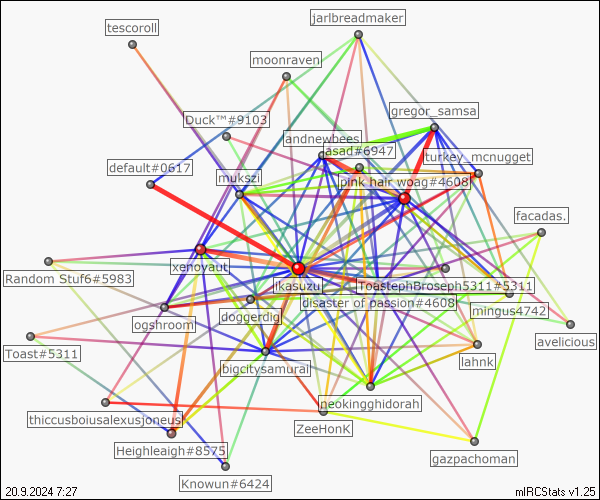 jarlbreadmaker
tescoroll
moonraven
gregor_samsa
Duck™#9103
andnewbees
asad#6947
turkey_mcnugget
default#0617
mukszi
pink hair woag#4608
facadas.
xenoyaut
Random Stuf6#5983
ikasuzu
ToastephBroseph5311#5311
disaster of passion#4608
mingus4742
doggerdig
ogshroom
avelicious
Toast#5311
lahnk
bigcitysamurai
neokingghidorah
thiccusboiusalexusjoneusi
ZeeHonK
Heighleaigh#8575
gazpachoman
Knowun#6424
20.9.2024 7:27
mIRCStats v1.25